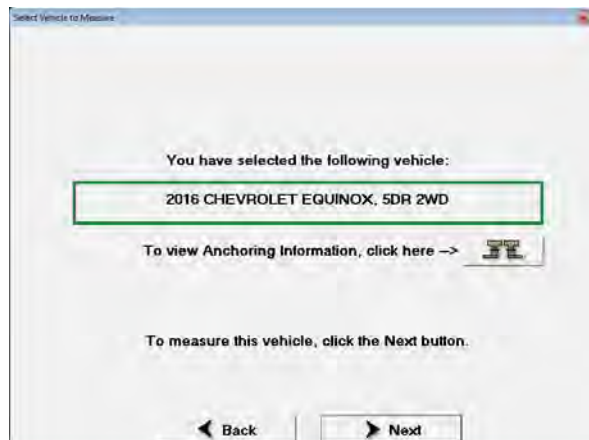 Select Vehicle to Measure
You have selected the following vehicle:
2016 CHEVROLET EQUINOX, 5DR 2WD
To view Anchoring Information, click here -->
To measure this vehicle, click the Next button.
Back
Next